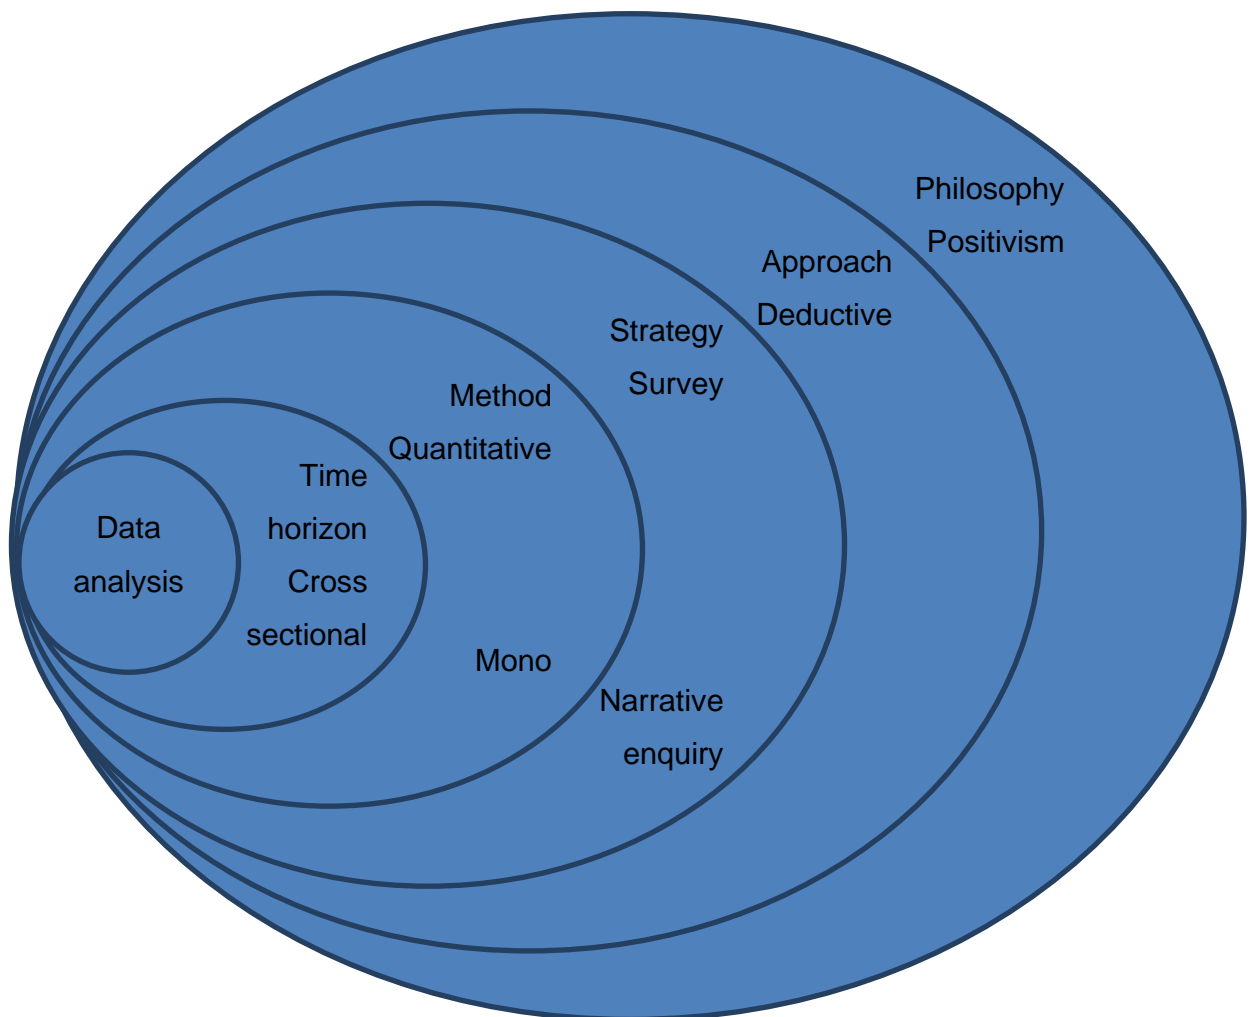 Philosophy
Positivism
Approach
Deductive
Strategy
Survey
Narrative
enquiry
Method
Quantitative
Mono
Time
horizon
Cross
sectional
Data
analysis